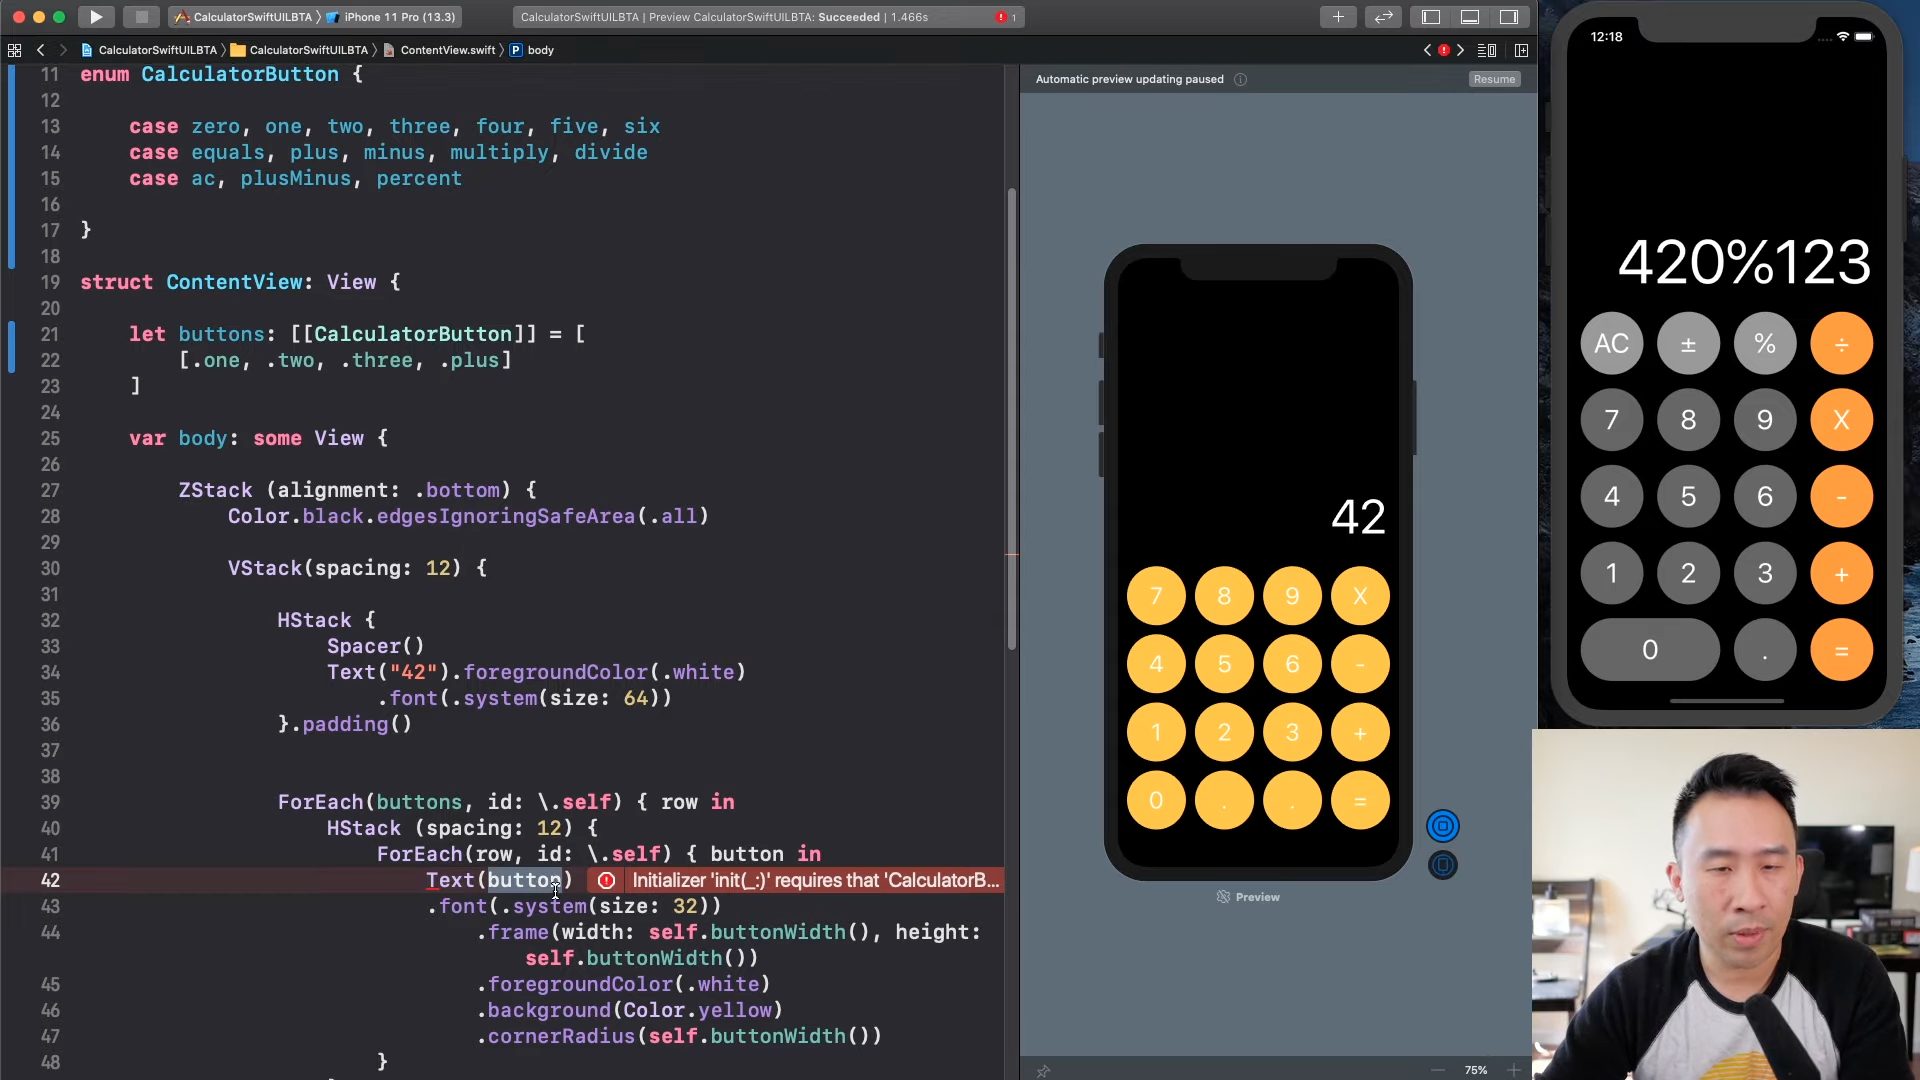 CalculatorSwiftUILBTA
iPhone 11 Pro (13.3)
CalculatorSwiftUILBTA | Preview CalculatorSwiftUILBTA: Succeeded | 1.466s
1
CalculatorSwiftUILBTA
CalculatorSwiftUILBTA
ContentView.swift
P body
11 enum CalculatorButton {
12
13 case zero, one, two, three, four, five, six
14 case equals, plus, minus, multiply, divide
15 case ac, plusMinus, percent
16
17 }
18
19 struct ContentView: View {
20
21 let buttons: [[CalculatorButton]] = [
22 [.one, .two, .three, .plus]
23 ]
24
25 var body: some View {
26
27 ZStack (alignment: .bottom) {
28 Color.black.edgesIgnoringSafeArea(.all)
29
30 VStack(spacing: 12) {
31
32 HStack {
33 Spacer()
34 Text("42").foregroundColor(.white)
35 .font(.system(size: 64))
36 }.padding()
37
38
39 ForEach(buttons, id: \.self) { row in
40 HStack (spacing: 12) {
41 ForEach(row, id: \.self) { button in
42 Text(button) Initializer 'init(_:)' requires that 'CalculatorB...
43 .font(.system(size: 32))
44 .frame(width: self.buttonWidth(), height:
self.buttonWidth())
45 .foregroundColor(.white)
46 .background(Color.yellow)
47 .cornerRadius(self.buttonWidth())
48 }
Automatic preview updating paused
Resume
42
7 8 9 X
4 5 6 -
1 2 3 +
0 . . =
Preview
75%
12:18
420%123
AC ± % ÷
7 8 9 X
4 5 6 -
1 2 3 +
0 . =